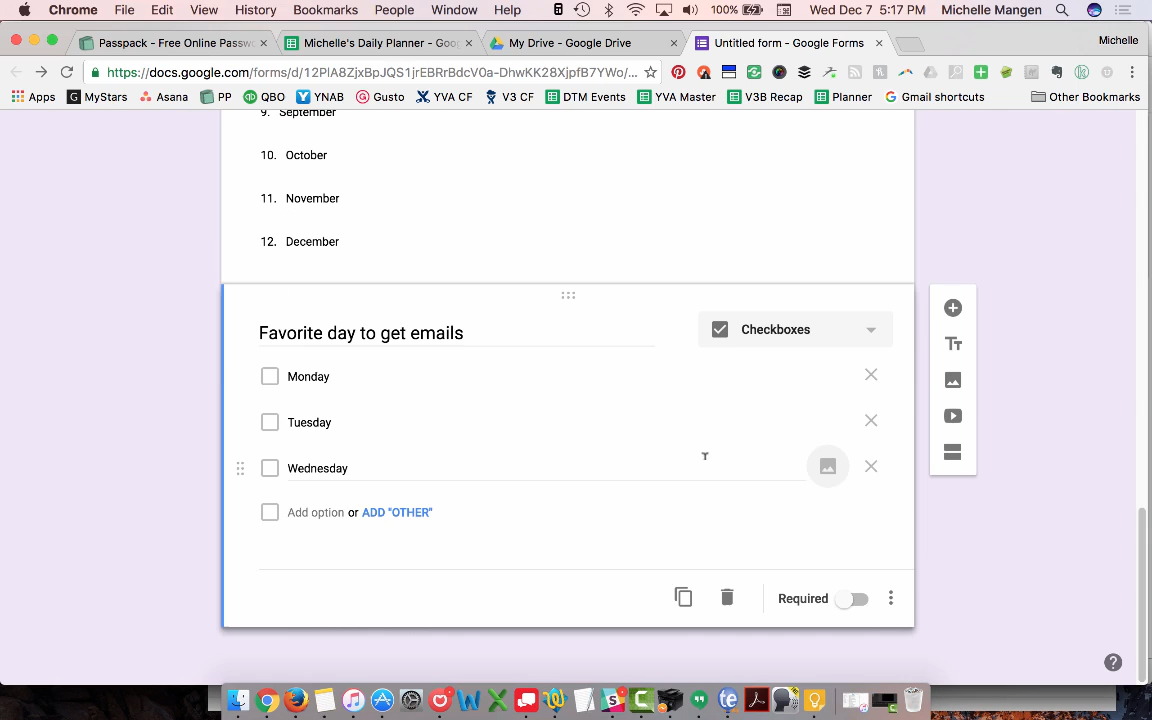 Chrome File Edit View History Bookmarks People Window Help 100% Wed Dec 7 5:17 PM Michelle Mangen
Passpack - Free Online Passw Michelle's Daily Planner - Goo My Drive - Google Drive Untitled form - Google Forms Michelle
https://docs.google.com/forms/d/12PlA8ZjxBpJQS1jrEBRrBdcV0a-DhwKK28XjpfB7YWo/...
Apps MyStars Asana PP QBO YNAB Gusto YVA CF V3 CF DTM Events YVA Master V3B Recap Planner Gmail shortcuts Other Bookmarks
9. September
10. October
11. November
12. December
Favorite day to get emails Checkboxes
Monday
Tuesday
Wednesday
Add option or ADD "OTHER"
Required